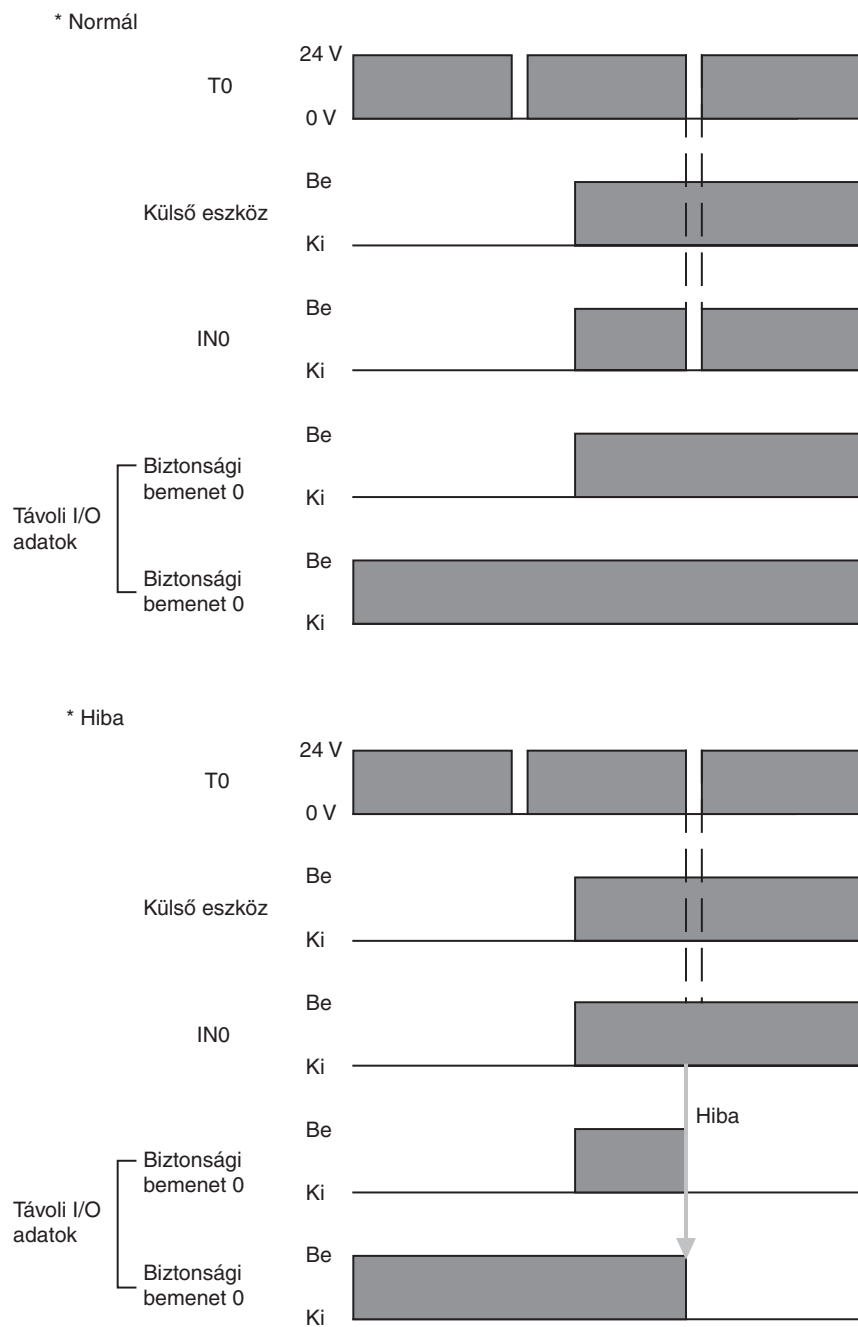 * Normál
24 V
T0
0 V
Be
Külső eszköz
Ki
Be
IN0
Ki
Be
Biztonsági
bemenet 0
Ki
Távoli I/O
adatok
Be
Biztonsági
bemenet 0
Ki
* Hiba
24 V
T0
0 V
Be
Külső eszköz
Ki
Be
IN0
Ki
Hiba
Be
Biztonsági
bemenet 0
Ki
Távoli I/O
adatok
Be
Biztonsági
bemenet 0
Ki